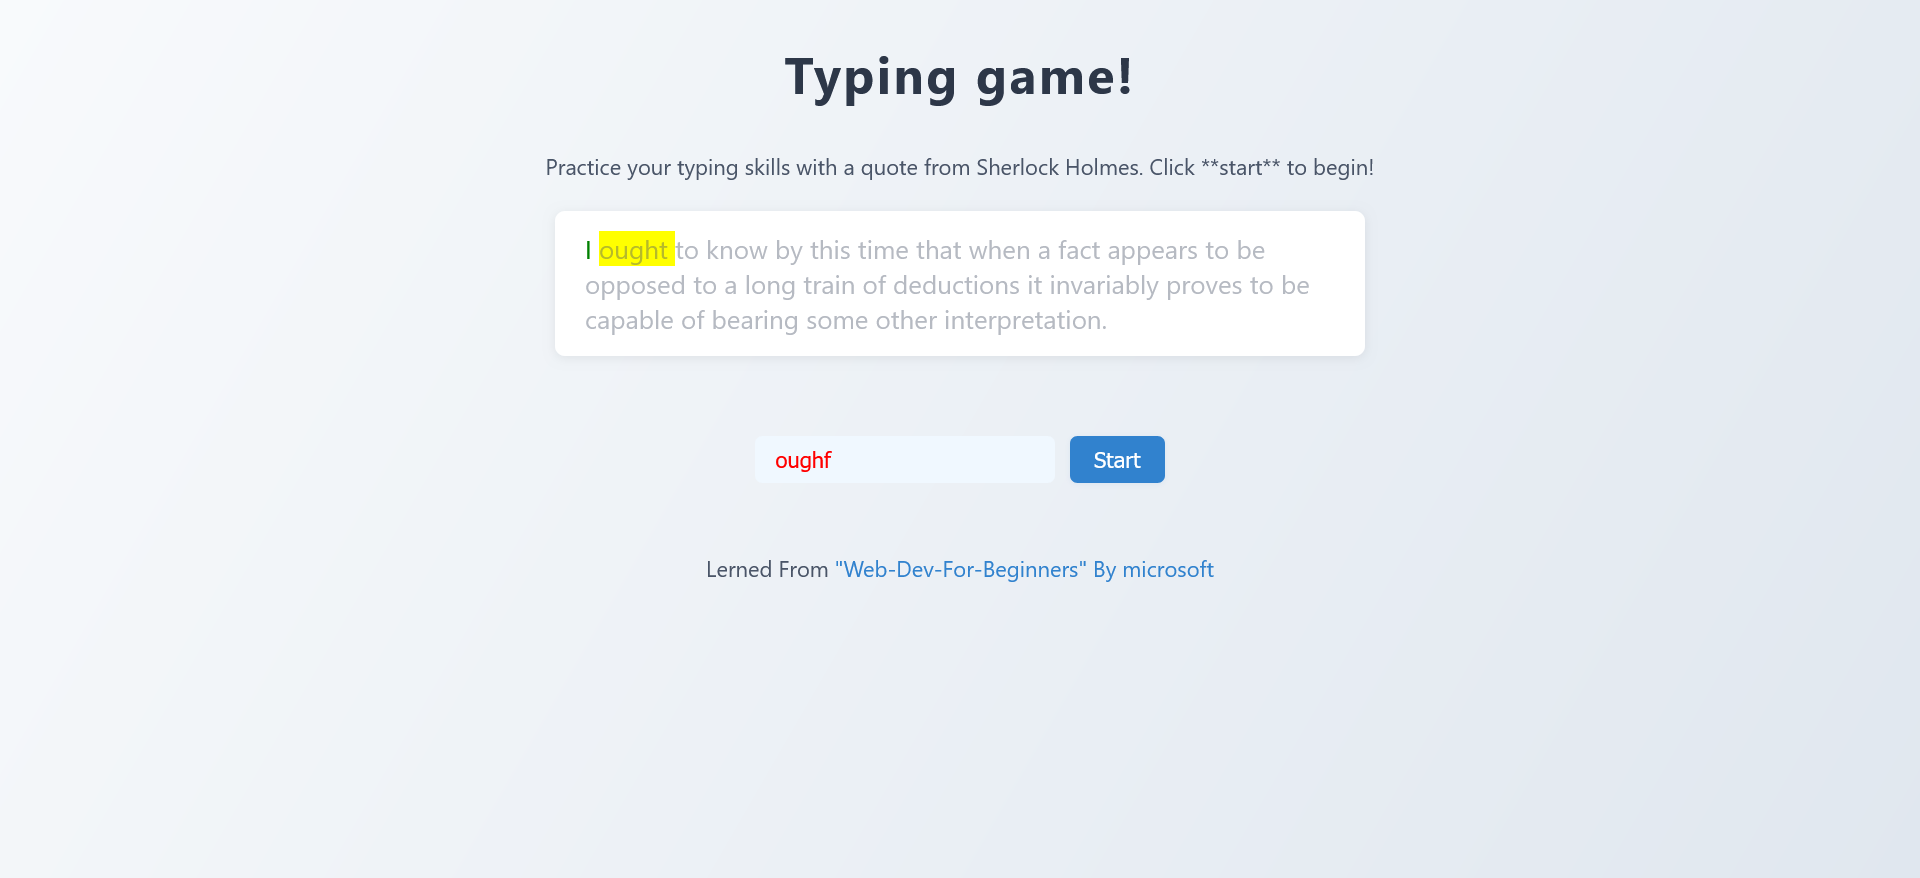 Typing game!
Practice your typing skills with a quote from Sherlock Holmes. Click **start** to begin!
I ought to know by this time that when a fact appears to be
opposed to a long train of deductions it invariably proves to be
capable of bearing some other interpretation.
oughf
Start
Lerned From "Web-Dev-For-Beginners" By microsoft